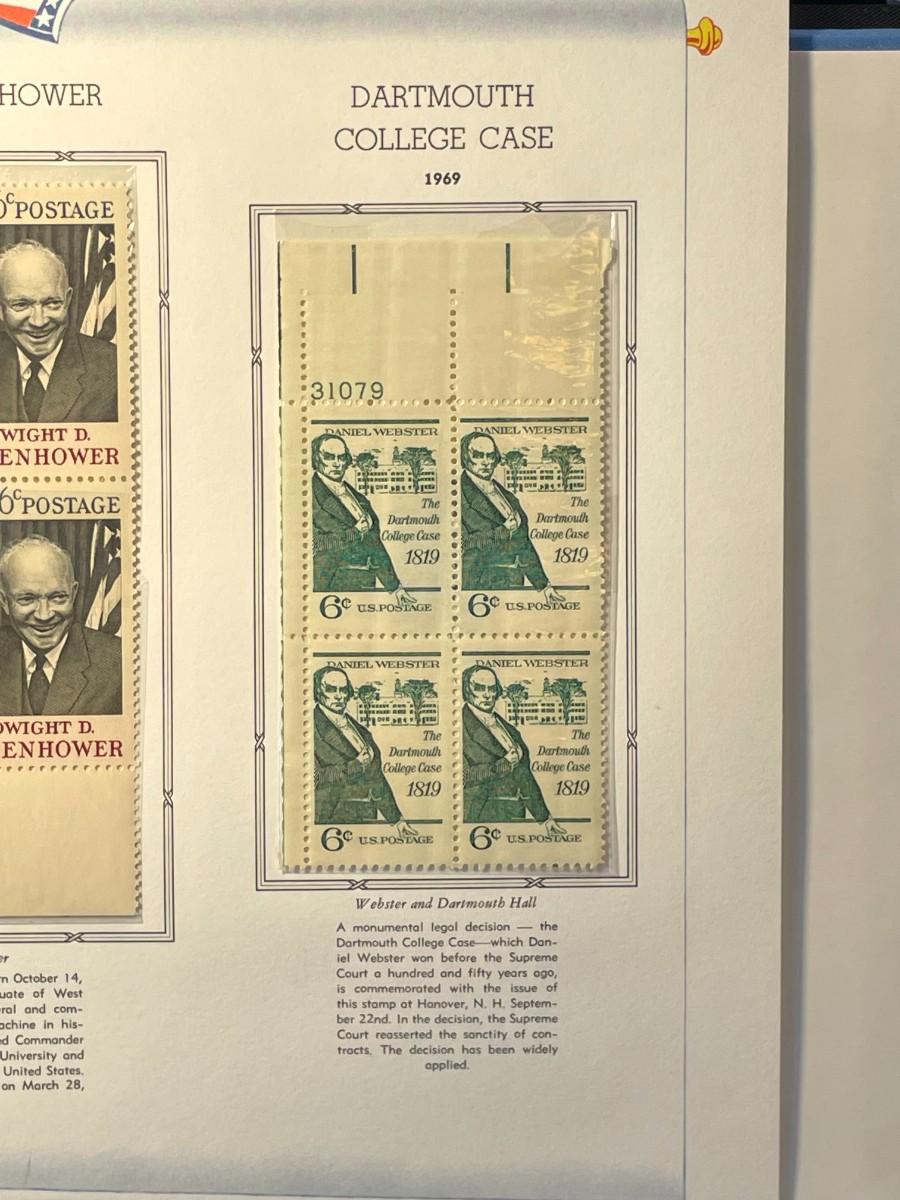 HOWER
POSTAGE
WIGHT D.
ENHOWER
6c POSTAGE
WIGHT D.
ENHOWER
er
n October 14,
uate of West
ral and com-
achine in his-
ed Commander
University and
United States.
on March 28,
DARTMOUTH
COLLEGE CASE
1969
31079
DANIEL WEBSTER
The
Dartmouth
College Case
1819
6¢ U.S.POSTAGE
DANIEL WEBSTER
The
Dartmouth
College Case
1819
6¢ U.S.POSTAGE
DANIEL WEBSTER
The
Dartmouth
College Case
1819
6¢ U.S.POSTAGE
DANIEL WEBSTER
The
Dartmouth
College Case
1819
6¢ U.S.POSTAGE
Webster and Dartmouth Hall
A monumental legal decision — the
Dartmouth College Case—which Dan-
iel Webster won before the Supreme
Court a hundred and fifty years ago,
is commemorated with the issue of
this stamp at Hanover, N. H. Septem-
ber 22nd. In the decision, the Supreme
Court reasserted the sanctity of con-
tracts. The decision has been widely
applied.